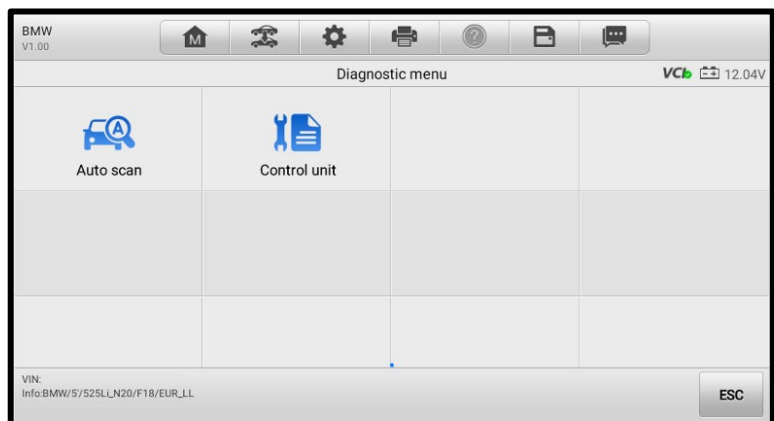 BMW
V1.00
M
Diagnostic menu
VCI 12.04V
A
Auto scan
Control unit
VIN:
Info:BMW/5'/525Li_N20/F18/EUR_LL
ESC